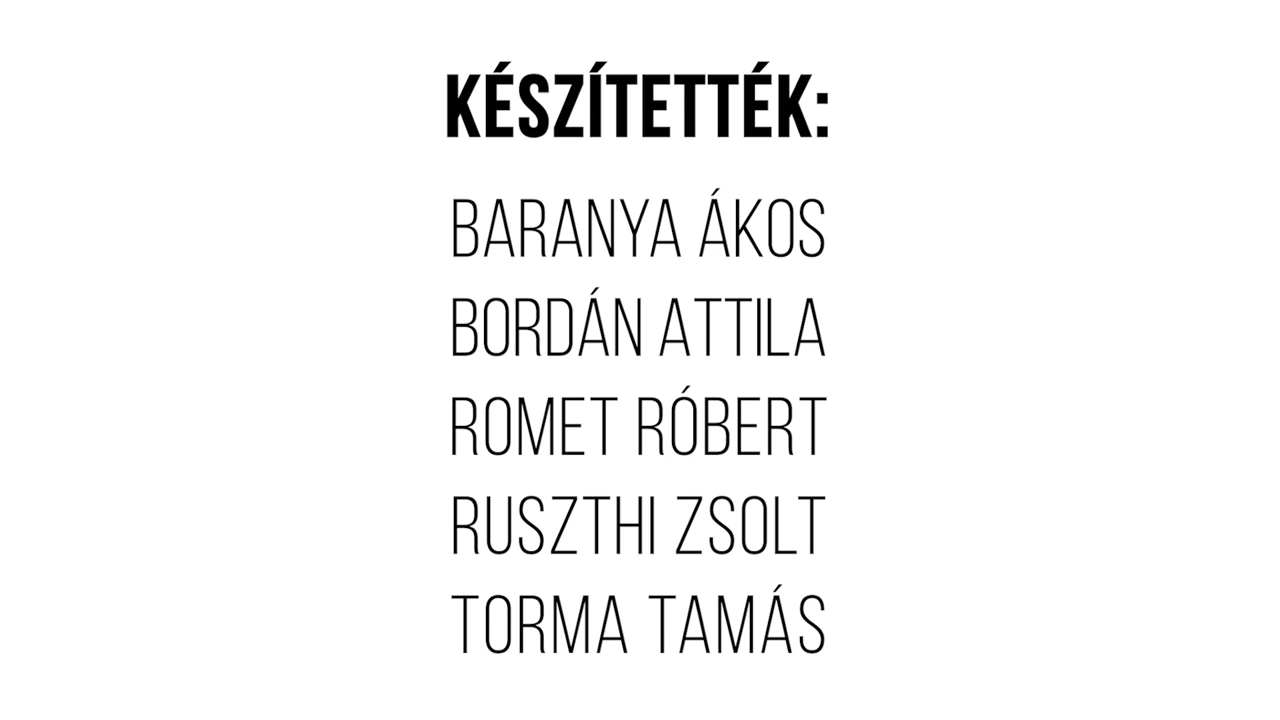 KÉSZÍTETTÉK:
BARANYA ÁKOS
BORDÁN ATTILA
ROMET RÓBERT
RUSZTHI ZSOLT
TORMA TAMÁS